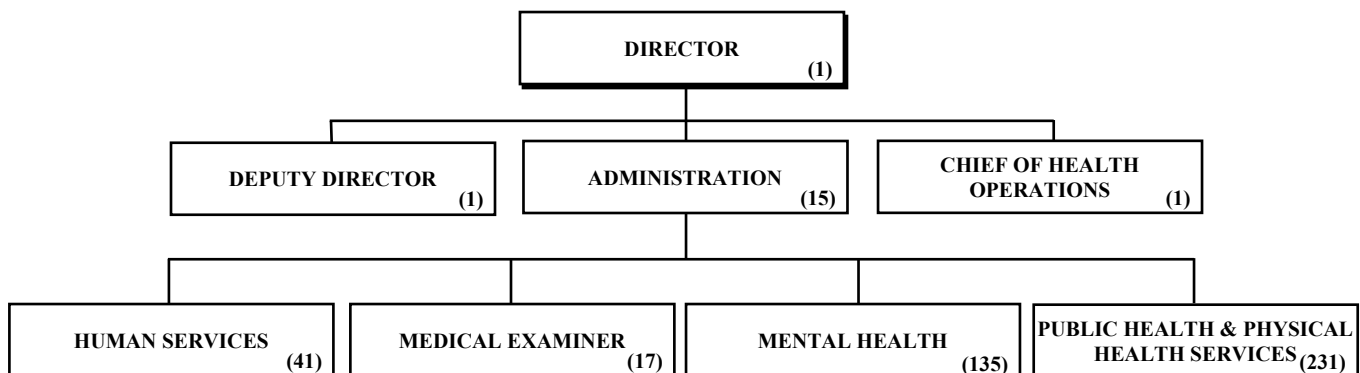 DIRECTOR
(1)
DEPUTY DIRECTOR
(1)
ADMINISTRATION
(15)
CHIEF OF HEALTH
OPERATIONS
(1)
HUMAN SERVICES
(41)
MEDICAL EXAMINER
(17)
MENTAL HEALTH
(135)
PUBLIC HEALTH & PHYSICAL
HEALTH SERVICES (231)